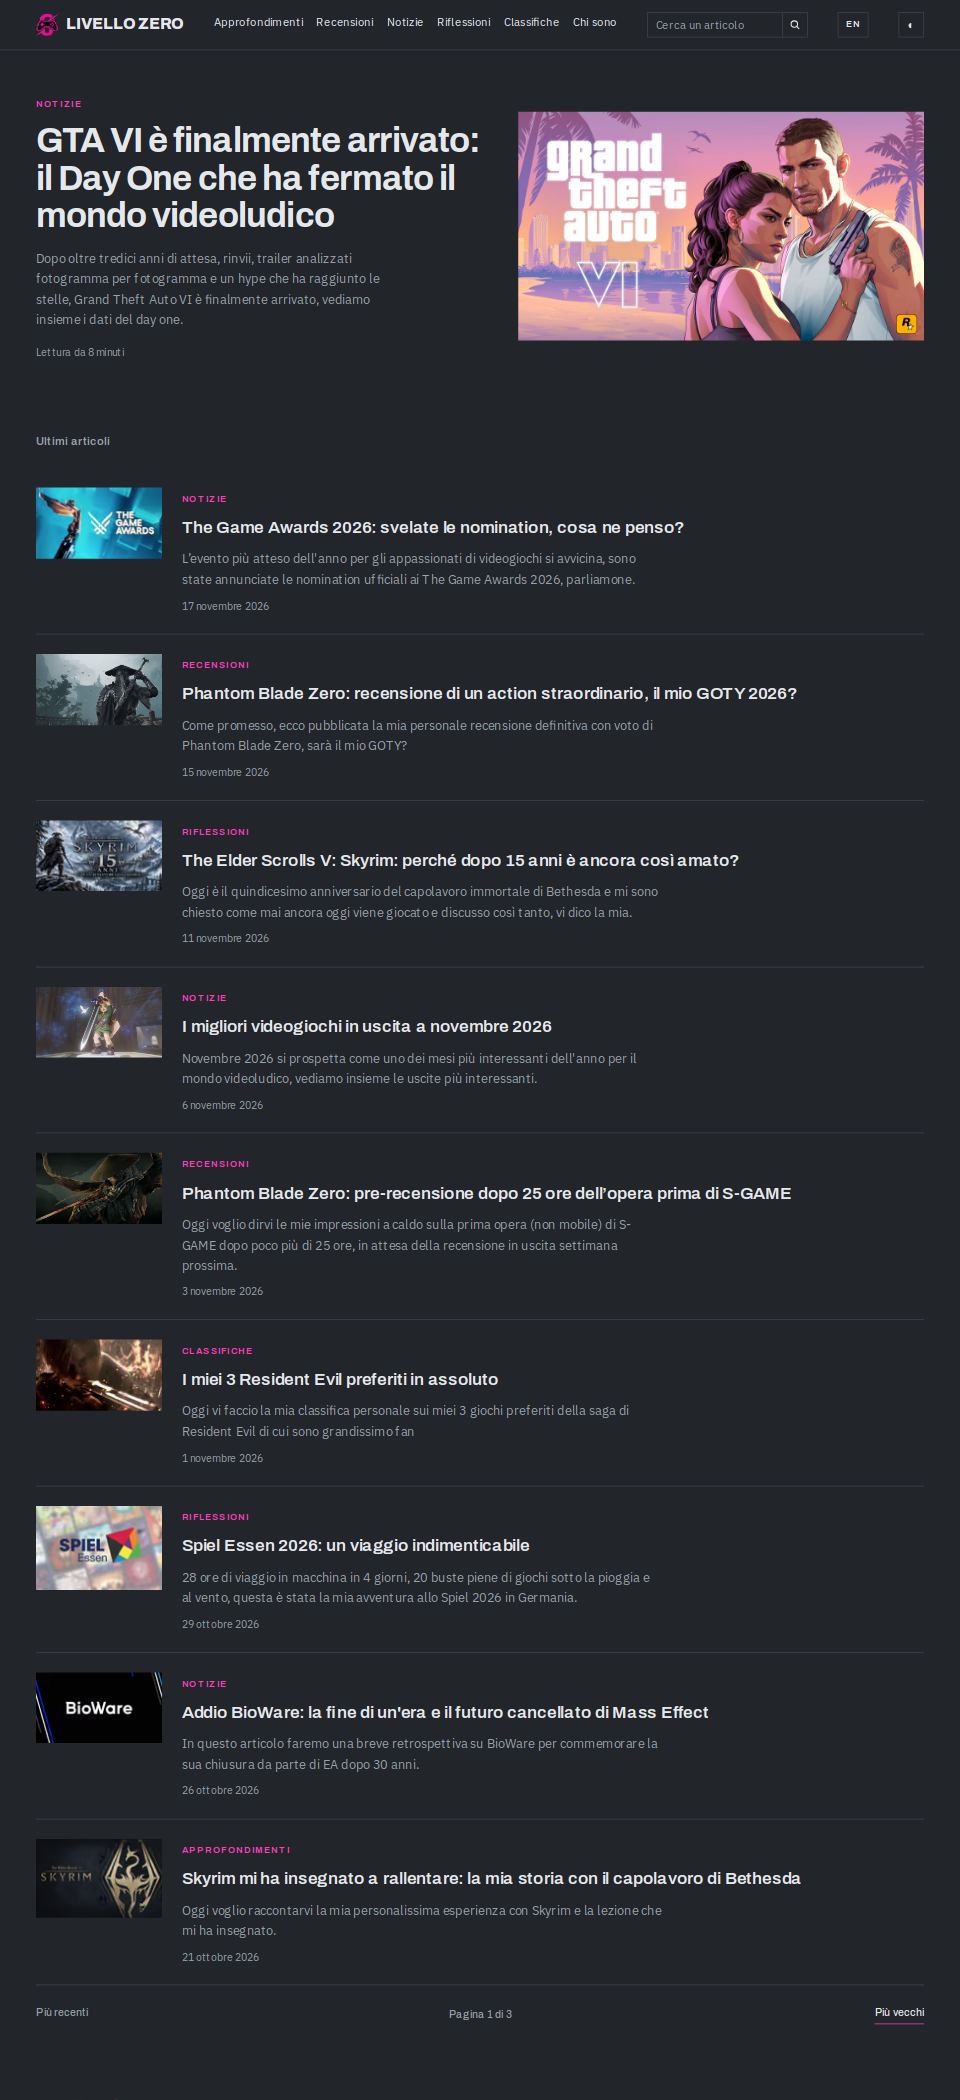 LIVELLO ZERO
Approfondimenti Recensioni Notizie Riflessioni Classifiche Chi sono
Cerca un articolo
EN
NOTIZIE
GTA VI è finalmente arrivato:
il Day One che ha fermato il
mondo videoludico
Dopo oltre tredici anni di attesa, rinvii, trailer analizzati
fotogramma per fotogramma e un hype che ha raggiunto le
stelle, Grand Theft Auto VI è finalmente arrivato, vediamo
insieme i dati del day one.
Lettura da 8 minuti
grand
theft
auto
VI
R
Ultimi articoli
THE
GAME
AWARDS
NOTIZIE
The Game Awards 2026: svelate le nomination, cosa ne penso?
L'evento più atteso dell'anno per gli appassionati di videogiochi si avvicina, sono
state annunciate le nomination ufficiali ai The Game Awards 2026, parliamone.
17 novembre 2026
RECENSIONI
Phantom Blade Zero: recensione di un action straordinario, il mio GOTY 2026?
Come promesso, ecco pubblicata la mia personale recensione definitiva con voto di
Phantom Blade Zero, sarà il mio GOTY?
15 novembre 2026
SKYRIM
15
ANNI
RIFLESSIONI
The Elder Scrolls V: Skyrim: perché dopo 15 anni è ancora così amato?
Oggi è il quindicesimo anniversario del capolavoro immortale di Bethesda e mi sono
chiesto come mai ancora oggi viene giocato e discusso così tanto, vi dico la mia.
11 novembre 2026
NOTIZIE
I migliori videogiochi in uscita a novembre 2026
Novembre 2026 si prospetta come uno dei mesi più interessanti dell'anno per il
mondo videoludico, vediamo insieme le uscite più interessanti.
6 novembre 2026
RECENSIONI
Phantom Blade Zero: pre-recensione dopo 25 ore dell’opera prima di S-GAME
Oggi voglio dirvi le mie impressioni a caldo sulla prima opera (non mobile) di S-
GAME dopo poco più di 25 ore, in attesa della recensione in uscita settimana
prossima.
3 novembre 2026
CLASSIFICHE
I miei 3 Resident Evil preferiti in assoluto
Oggi vi faccio la mia classifica personale sui miei 3 giochi preferiti della saga di
Resident Evil di cui sono grandissimo fan
1 novembre 2026
SPIEL
Essen
RIFLESSIONI
Spiel Essen 2026: un viaggio indimenticabile
28 ore di viaggio in macchina in 4 giorni, 20 buste piene di giochi sotto la pioggia e
al vento, questa è stata la mia avventura allo Spiel 2026 in Germania.
29 ottobre 2026
BioWare
NOTIZIE
Addio BioWare: la fine di un'era e il futuro cancellato di Mass Effect
In questo articolo faremo una breve retrospettiva su BioWare per commemorare la
sua chiusura da parte di EA dopo 30 anni.
26 ottobre 2026
SKYRIM
APPROFONDIMENTI
Skyrim mi ha insegnato a rallentare: la mia storia con il capolavoro di Bethesda
Oggi voglio raccontarvi la mia personalissima esperienza con Skyrim e la lezione che
mi ha insegnato.
21 ottobre 2026
Più recenti
Pagina 1 di 3
Più vecchi